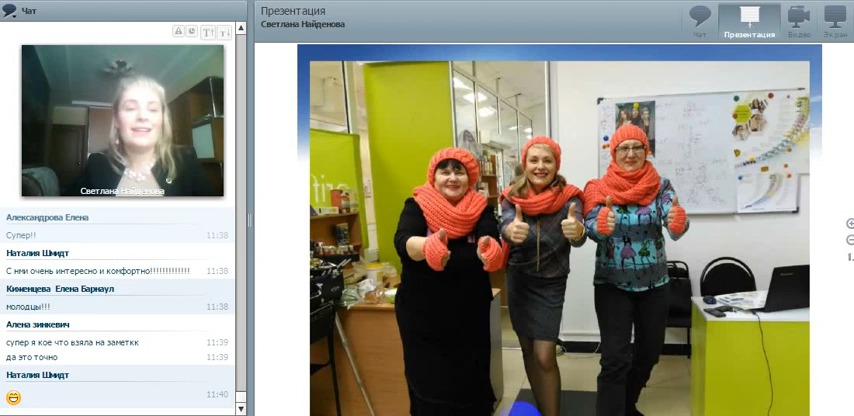 Чат
T↑ T↓
Светлана Найденова
Александрова Елена
Супер!!
11:38
Наталия Шмидт
С нми очень интересно и комфортно!!!!!!!!!!!!!
11:38
Киженцева Елена Барнаул
молодцы!!!
11:38
Алена зинкевич
супер я кое что взяла на заметкк
11:39
да это точно
11:39
Наталия Шмидт
11:40
Презентация
Светлана Найденова
Чат
Презентация
Видео
Экран